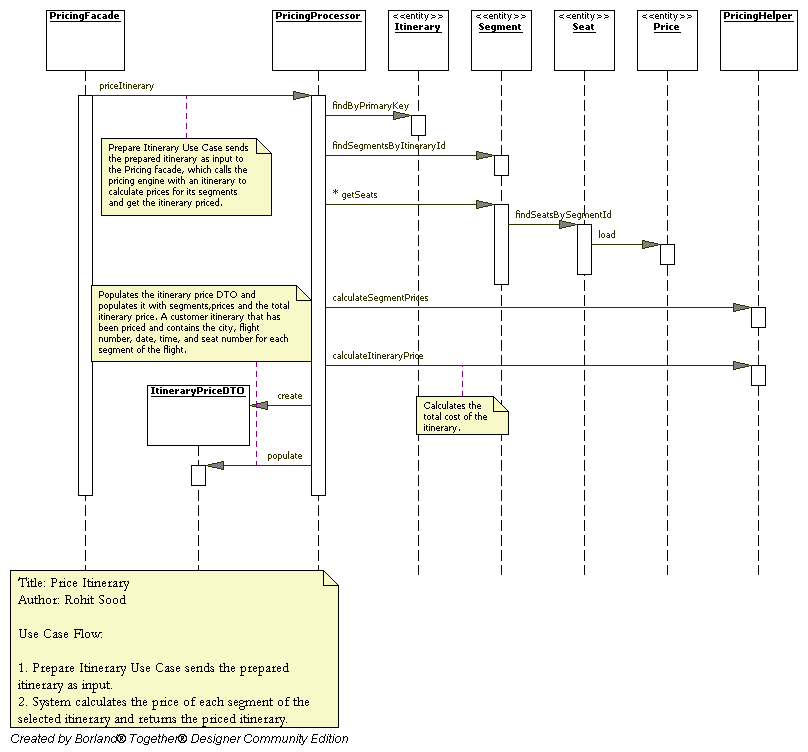 PricingFacade
PricingProcessor
<<entity>>
Itinerary
<<entity>>
Segment
<<entity>>
Seat
<<entity>>
Price
PricingHelper
priceItinerary
findByPrimaryKey
Prepare Itinerary Use Case sends
the prepared itinerary as input to
the Pricing facade, which calls the
pricing engine with an itinerary to
calculate prices for its segments
and get the itinerary priced.
findSegmentsByItineraryId
* getSeats
findSeatsBySegmentId
load
Populates the itinerary price DTO and
populates it with segments,prices and the total
itinerary price. A customer itinerary that has
been priced and contains the city, flight
number, date, time, and seat number for each
segment of the flight.
calculateSegmentPrices
calculateItineraryPrice
ItineraryPriceDTO
create
Calculates the
total cost of the
itinerary.
populate
Title: Price Itinerary
Author: Rohit Sood
Use Case Flow:
1. Prepare Itinerary Use Case sends the prepared
itinerary as input.
2. System calculates the price of each segment of the
selected itinerary and returns the priced itinerary.
Created by Borland® Together® Designer Community Edition